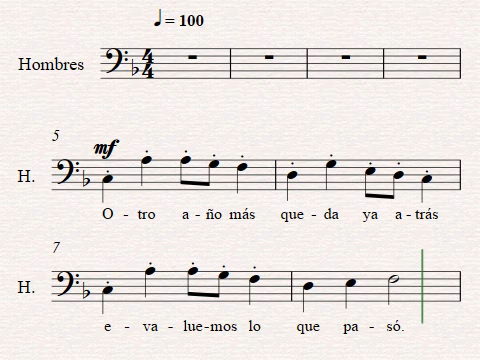 ♩ = 100
Hombres
5
mf
H.
O - tro a - ño más que - da ya a - trás
7
H.
e - va - lue - mos lo que pa - só.